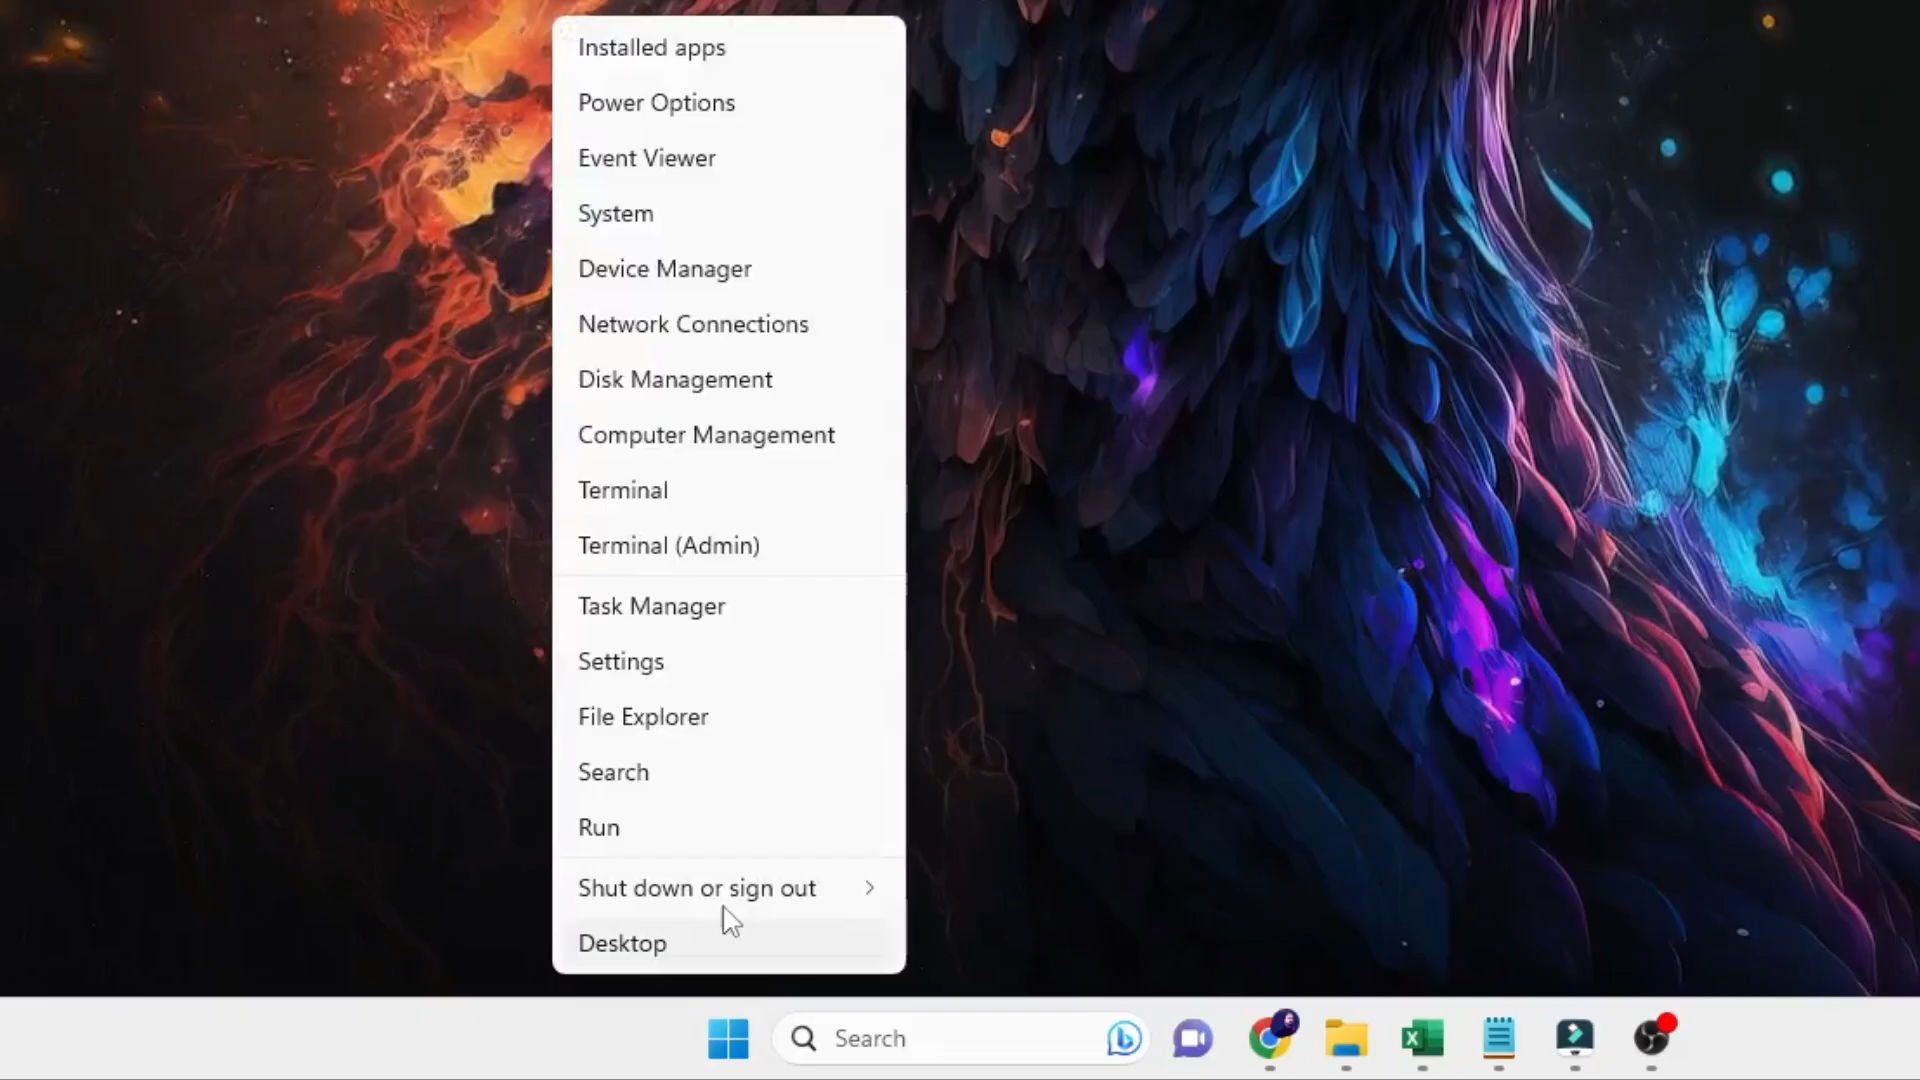 Installed apps
Power Options
Event Viewer
System
Device Manager
Network Connections
Disk Management
Computer Management
Terminal
Terminal (Admin)
Task Manager
Settings
File Explorer
Search
Run
Shut down or sign out
Desktop
Search